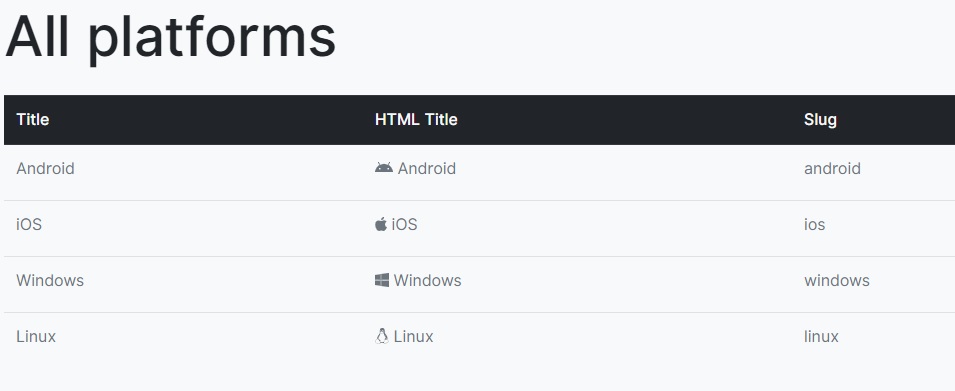 All platforms
Title HTML Title Slug
Android Android android
iOS iOS ios
Windows Windows windows
Linux Linux linux